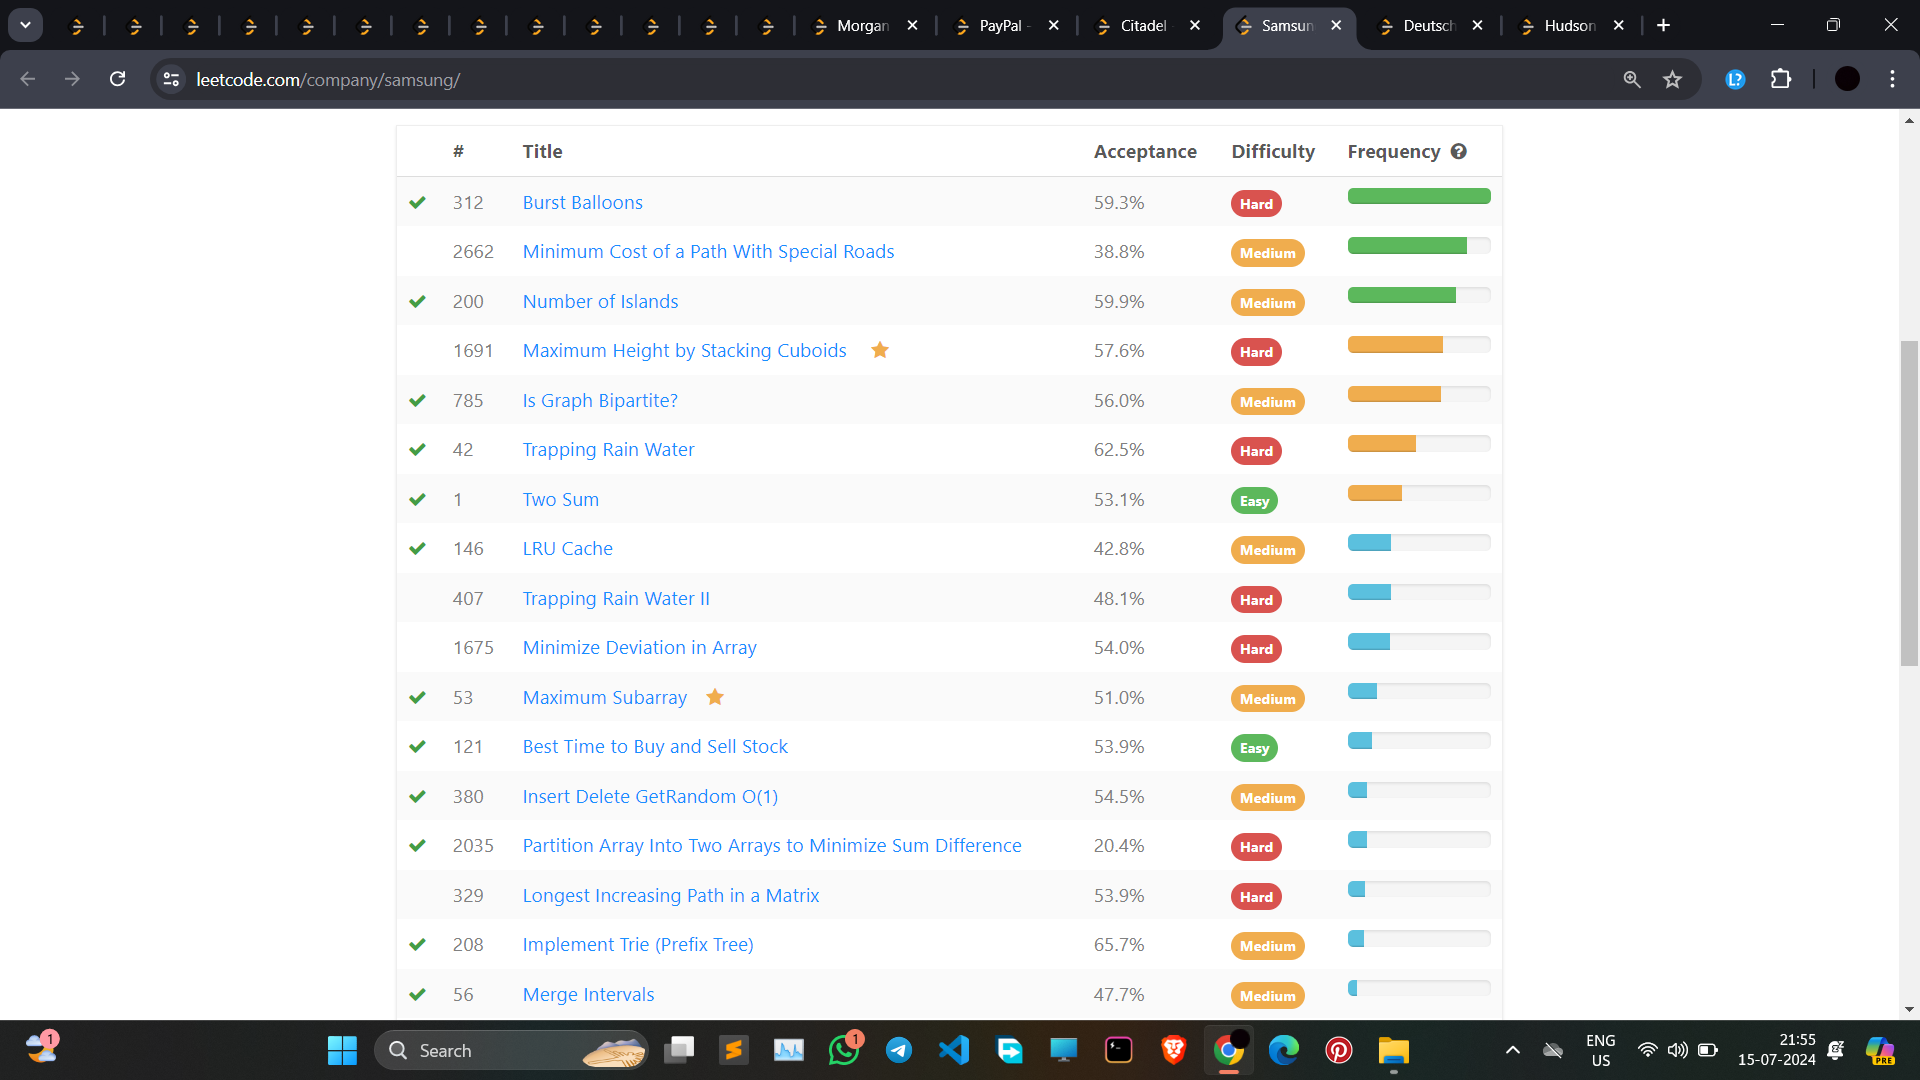 Morgan
PayPal -
Citadel
Samsun
Deutsch
Hudson
leetcode.com/company/samsung/
L?
# Title Acceptance Difficulty Frequency ?
312 Burst Balloons 59.3% Hard
2662 Minimum Cost of a Path With Special Roads 38.8% Medium
200 Number of Islands 59.9% Medium
1691 Maximum Height by Stacking Cuboids 57.6% Hard
785 Is Graph Bipartite? 56.0% Medium
42 Trapping Rain Water 62.5% Hard
1 Two Sum 53.1% Easy
146 LRU Cache 42.8% Medium
407 Trapping Rain Water II 48.1% Hard
1675 Minimize Deviation in Array 54.0% Hard
53 Maximum Subarray 51.0% Medium
121 Best Time to Buy and Sell Stock 53.9% Easy
380 Insert Delete GetRandom O(1) 54.5% Medium
2035 Partition Array Into Two Arrays to Minimize Sum Difference 20.4% Hard
329 Longest Increasing Path in a Matrix 53.9% Hard
208 Implement Trie (Prefix Tree) 65.7% Medium
56 Merge Intervals 47.7% Medium
1
Search
1
ENG
US
21:55
15-07-2024
PRE